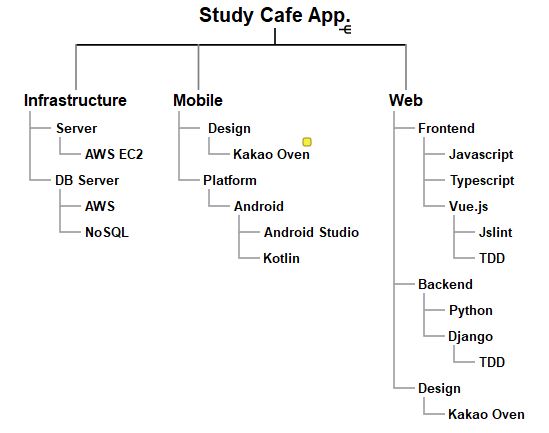 Study Cafe App.
Infrastructure
Server
AWS EC2
DB Server
AWS
NoSQL
Mobile
Design
Kakao Oven
Platform
Android
Android Studio
Kotlin
Web
Frontend
Javascript
Typescript
Vue.js
Jslint
TDD
Backend
Python
Django
TDD
Design
Kakao Oven